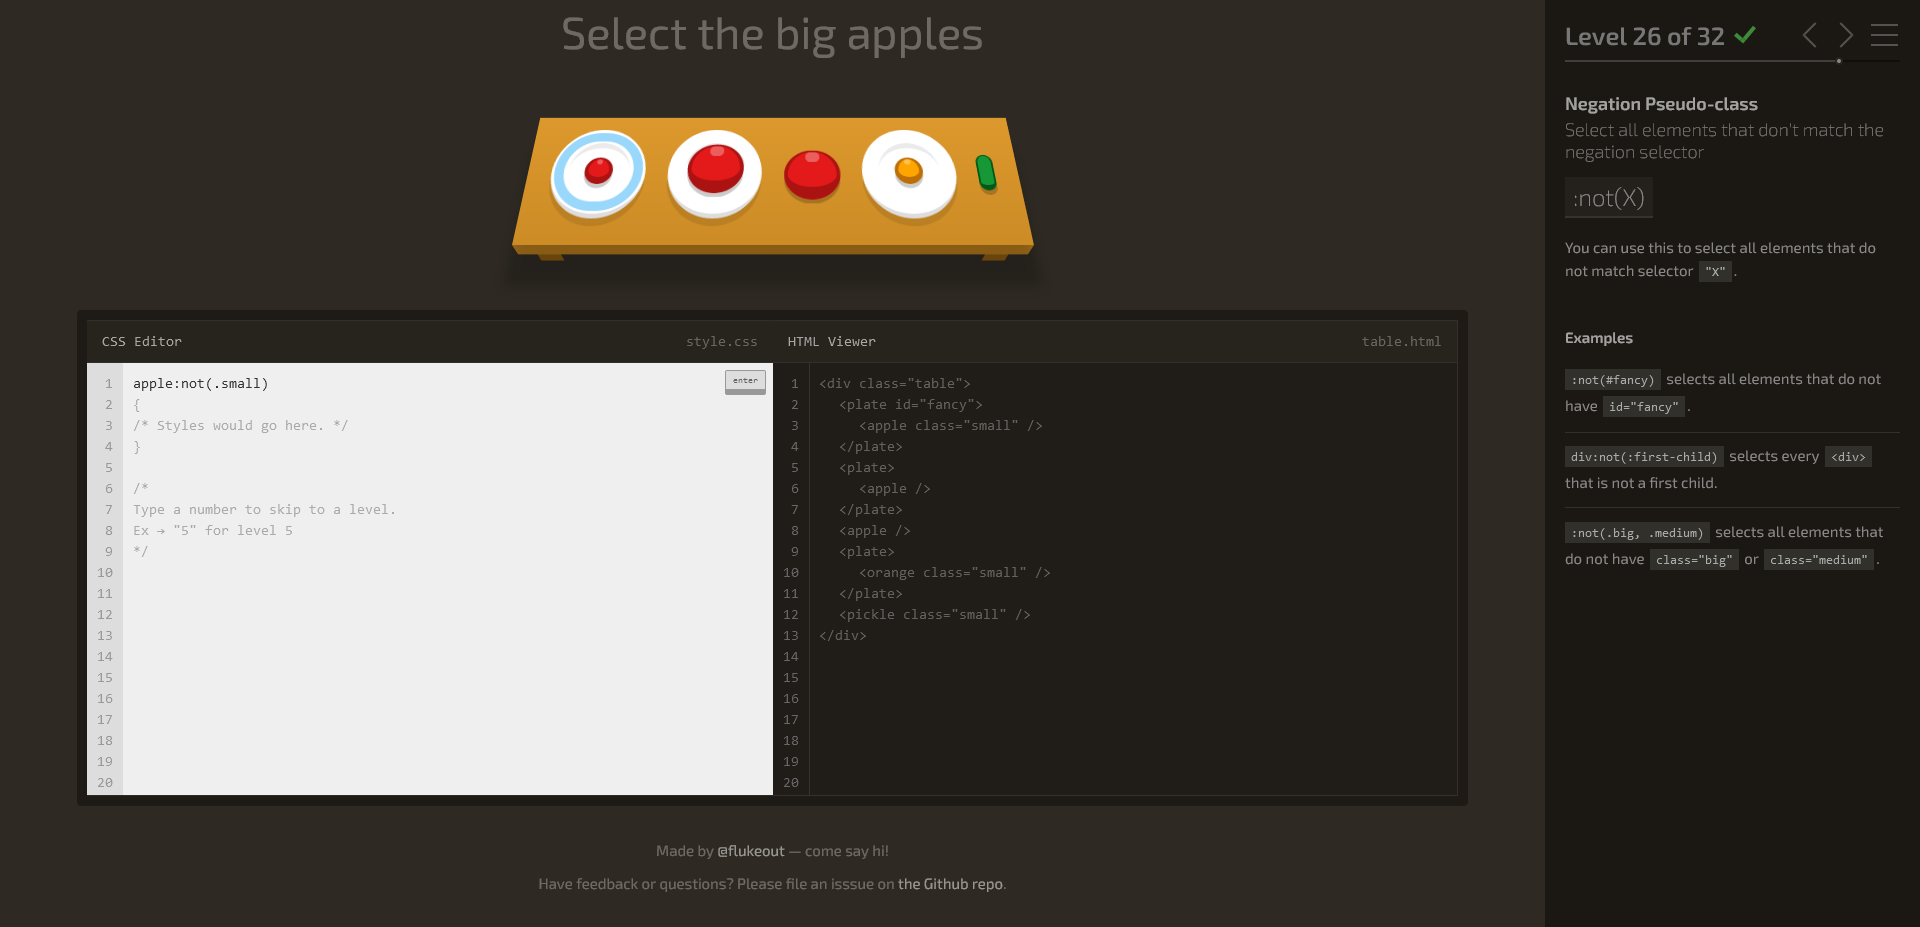 Select the big apples
CSS Editor
style.css
1
2
3
4
5
6
7
8
9
10
11
12
13
14
15
16
17
18
19
20
apple:not(.small)
{
/* Styles would go here. */
}
/*
Type a number to skip to a level.
Ex → "5" for level 5
*/
enter
HTML Viewer
table.html
1
2
3
4
5
6
7
8
9
10
11
12
13
14
15
16
17
18
19
20
<div class="table">
<plate id="fancy">
<apple class="small" />
</plate>
<plate>
<apple />
</plate>
<apple />
<plate>
<orange class="small" />
</plate>
<pickle class="small" />
</div>
Made by @flukeout — come say hi!
Have feedback or questions? Please file an isssue on the Github repo.
Level 26 of 32
Negation Pseudo-class
Select all elements that don't match the
negation selector
:not(X)
You can use this to select all elements that do
not match selector "X" .
Examples
:not(#fancy) selects all elements that do not
have id="fancy" .
div:not(:first-child) selects every <div>
that is not a first child.
:not(.big, .medium) selects all elements that
do not have class="big" or class="medium" .